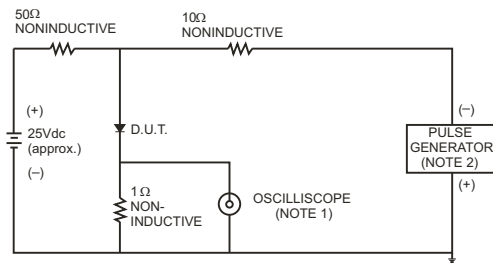 50Ω
NONINDUCTIVE
10Ω
NONINDUCTIVE
(+)
25Vdc
(approx.)
(–)
D.U.T.
1Ω
NON-
INDUCTIVE
OSCILLISCOPE
(NOTE 1)
(–)
PULSE
GENERATOR
(NOTE 2)
(+)